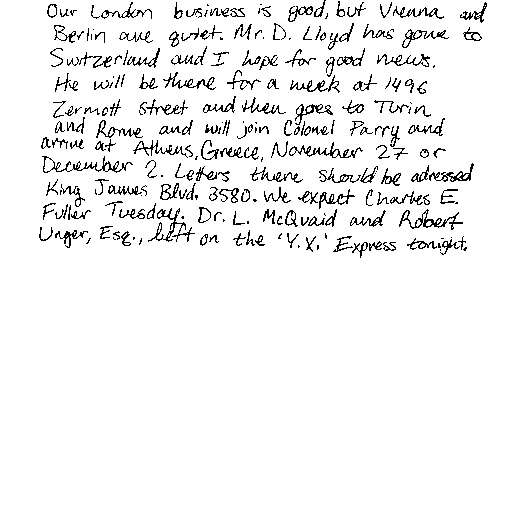 Our London business is good, but Vienna and
Berlin are quiet. Mr. D. Lloyd has gone to
Switzerland and I hope for good news.
He will be there for a week at 1496
Zermott street and then goes to Turin
and Rome and will join Colonel Parry and
arrive at Athens, Greece, November 27 or
December 2. Letters there should be adressed
King James Blvd. 3580. We expect Charles E.
Fuller Tuesday. Dr. L. McQuaid and Robert
Unger, Esq., left on the 'Y.X.' Express tonight.